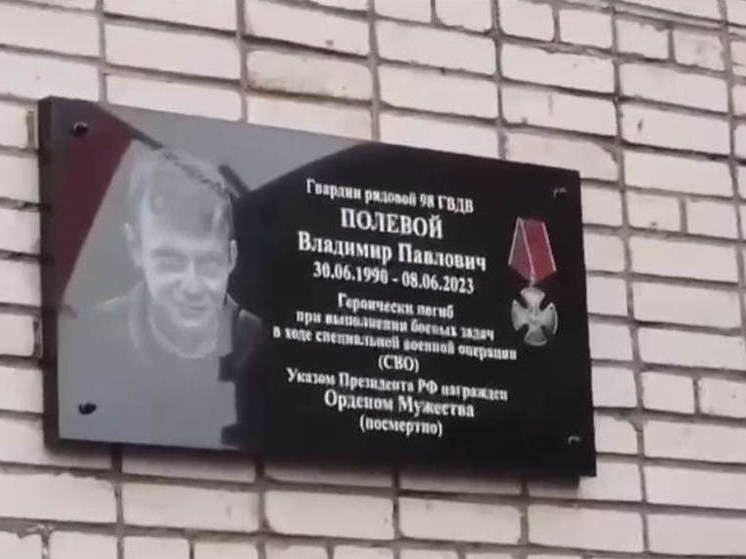 Гвардии рядовой 98 ГВДВ
ПОЛЕВОЙ
Владимир Павлович
30.06.1990 - 08.06.2023
Героически погиб
при выполнении боевых задач
в ходе специальной военной операции
(СВО)
Указом Президента РФ награжден
Орденом Мужества
(посмертно)